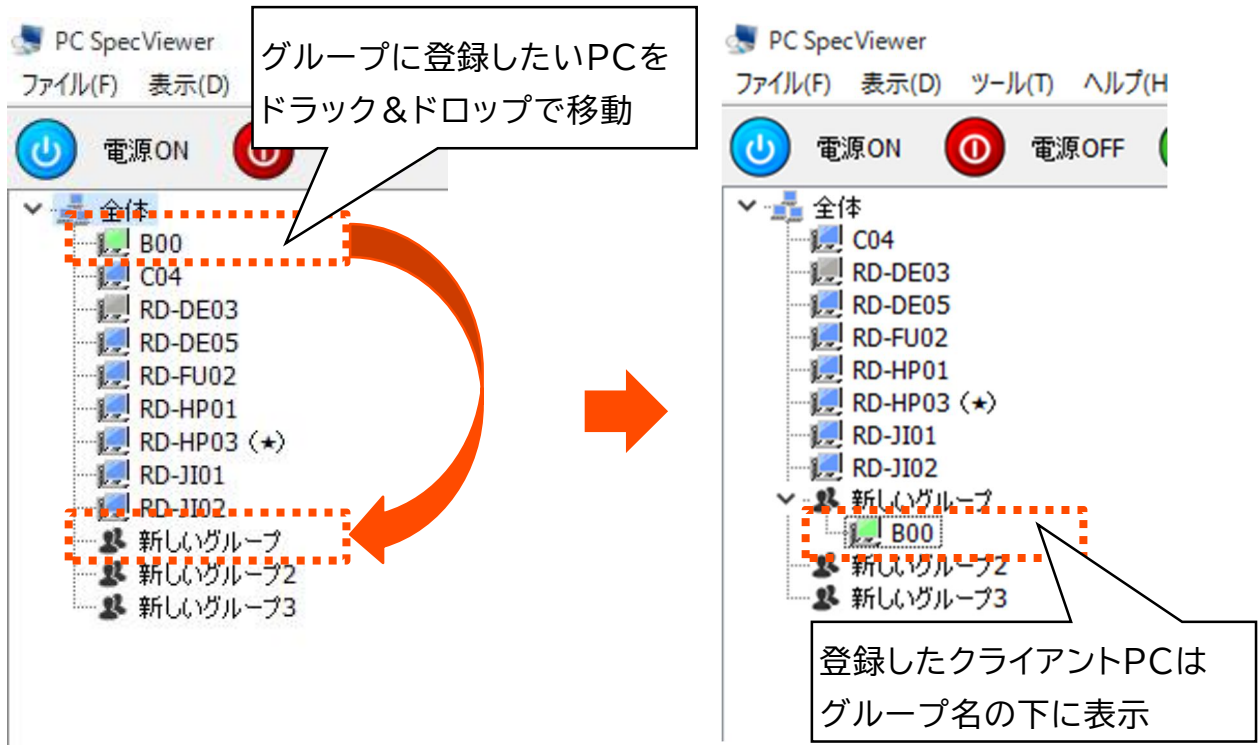 PC SpecViewer
ファイル(F) 表示(D)
グループに登録したいPCを
ドラック&ドロップで移動
電源ON
全体
B00
C04
RD-DE03
RD-DE05
RD-FU02
RD-HP01
RD-HP03 (★)
RD-JI01
RD-JI02
新しいグループ
新しいグループ2
新しいグループ3
PC SpecViewer
ファイル(F) 表示(D) ツール(T) ヘルプ(H
電源ON 電源OFF
全体
C04
RD-DE03
RD-DE05
RD-FU02
RD-HP01
RD-HP03 (★)
RD-JI01
RD-JI02
新しいグループ
B00
新しいグループ2
新しいグループ3
登録したクライアントPCは
グループ名の下に表示